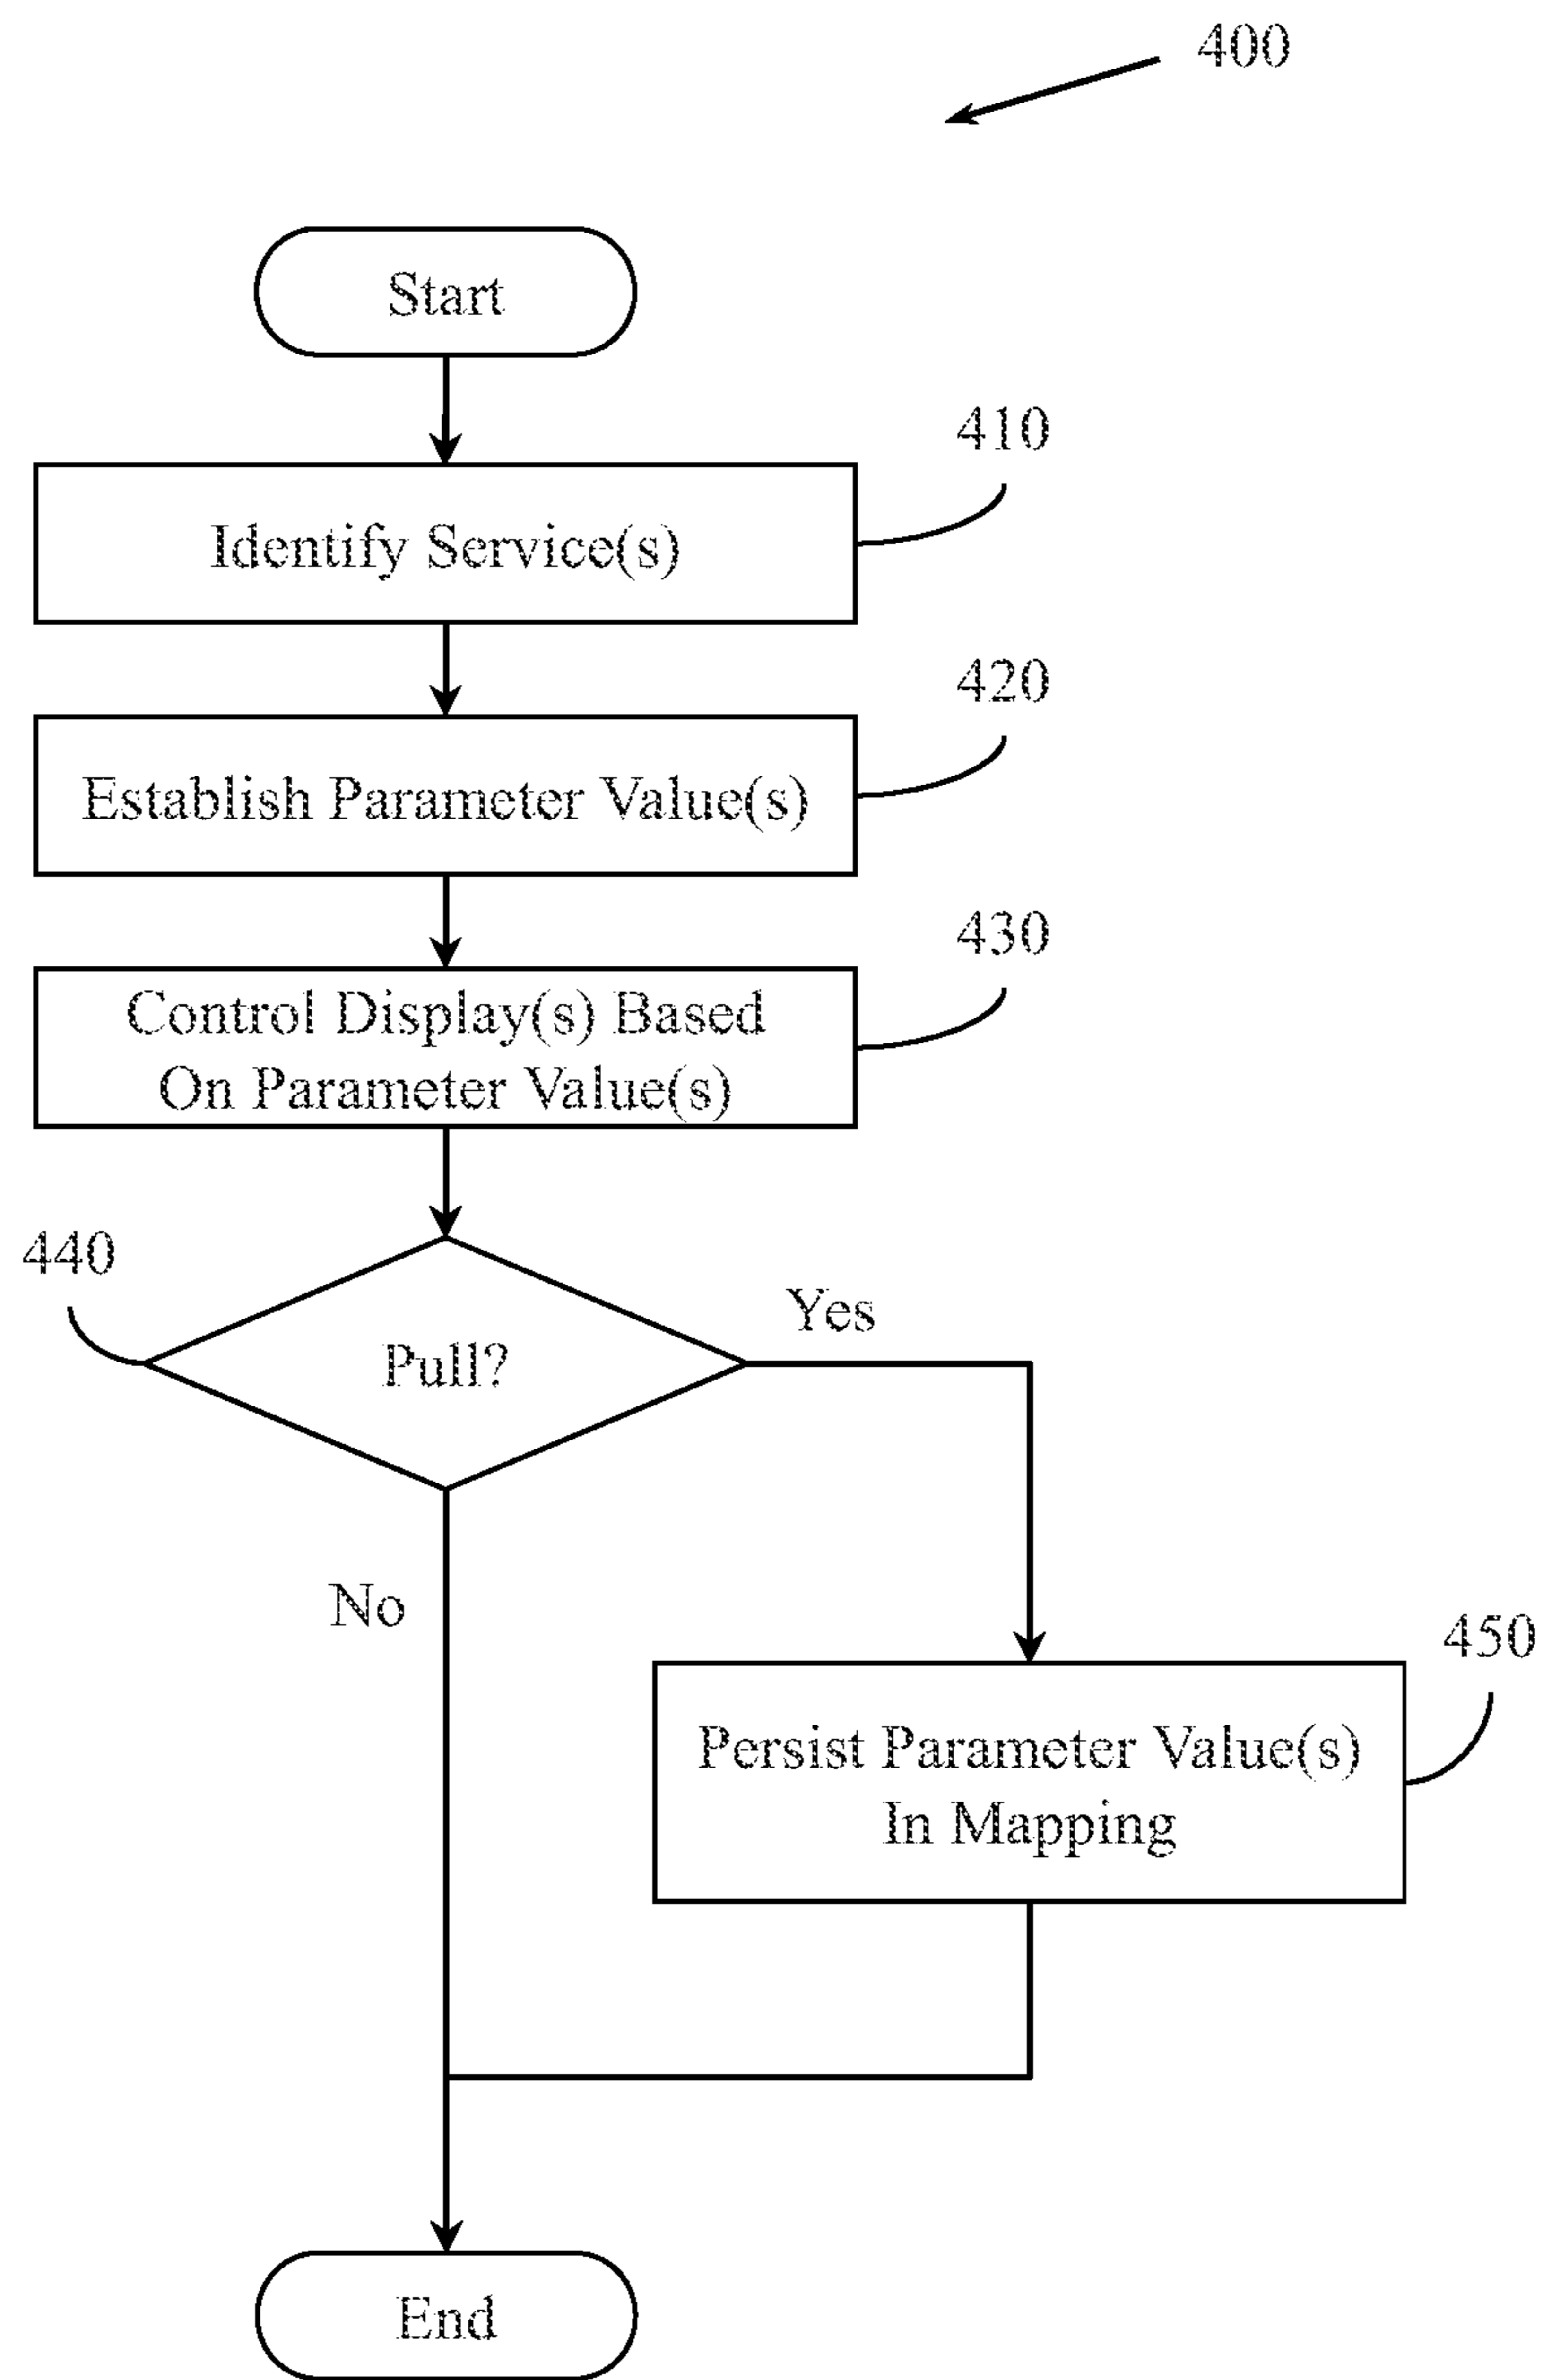 400
Start
410
Identify Service(s)
420
Establish Parameter Value(s)
430
Control Display(s) Based
On Parameter Value(s)
440
Pull?
Yes
No
450
Persist Parameter Value(s)
In Mapping
End